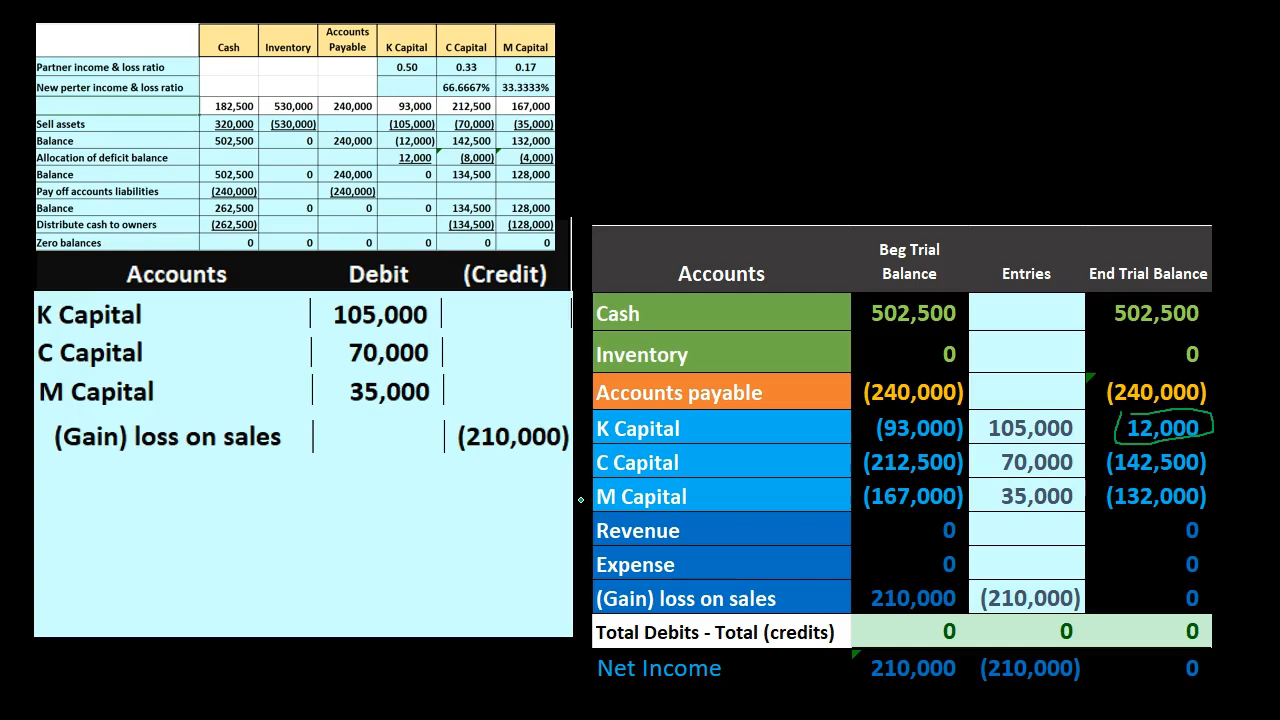 Cash Inventory Accounts Payable K Capital C Capital M Capital
Partner income & loss ratio 0.50 0.33 0.17
New perter income & loss ratio 66.6667% 33.3333%
182,500 530,000 240,000 93,000 212,500 167,000
Sell assets 320,000 (530,000) (105,000) (70,000) (35,000)
Balance 502,500 0 240,000 (12,000) 142,500 132,000
Allocation of deficit balance 12,000 (8,000) (4,000)
Balance 502,500 0 240,000 0 134,500 128,000
Pay off accounts liabilities (240,000) (240,000)
Balance 262,500 0 0 0 134,500 128,000
Distribute cash to owners (262,500) (134,500) (128,000)
Zero balances 0 0 0 0 0 0
Accounts Debit (Credit)
K Capital 105,000
C Capital 70,000
M Capital 35,000
(Gain) loss on sales (210,000)
Accounts Beg Trial Balance Entries End Trial Balance
Cash 502,500 502,500
Inventory 0 0
Accounts payable (240,000) (240,000)
K Capital (93,000) 105,000 12,000
C Capital (212,500) 70,000 (142,500)
M Capital (167,000) 35,000 (132,000)
Revenue 0 0
Expense 0 0
(Gain) loss on sales 210,000 (210,000) 0
Total Debits - Total (credits) 0 0 0
Net Income 210,000 (210,000) 0